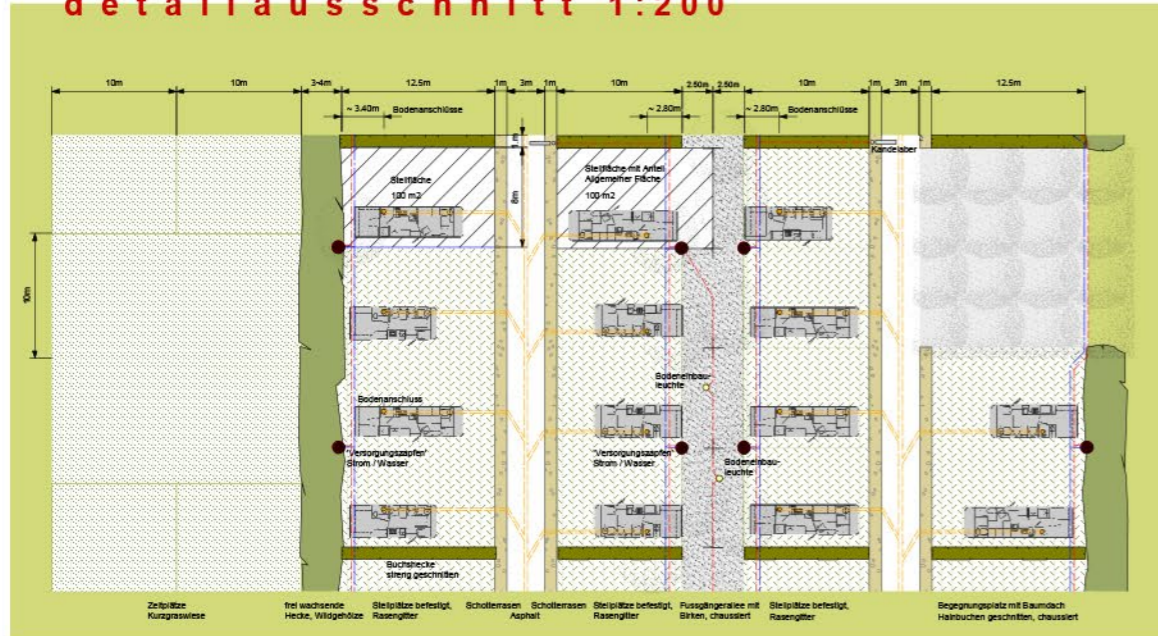 detailausschnitt 1:200
10m 10m 3-4m 12.5m 1m 3m 1m 10m 2.50m 2.50m 10m 1m 3m 1m 12.5m
~ 3.40m Bodenanschlüsse ~ 2.80m ~ 2.80m Bodenanschlüsse
1m
Kandelaber
Stellfläche
100 m2
Stellfläche mit Anteil
Allgemeiner Fläche
100 m2
8m
10m
Bodeneinbau-
leuchte
Bodenanschluss
"Versorgungszapfen"
Strom / Wasser
"Versorgungszapfen"
Strom / Wasser
Bodeneinbau-
leuchte
Buchshecke
streng geschnitten
Zeltplätze
Kurzgraswiese
frei wachsende
Hecke, Wildgehölze
Stellplätze befestigt,
Rasengitter
Schotterrasen
Asphalt
Schotterrasen
Stellplätze befestigt,
Rasengitter
Fussgängerallee mit
Birken, chaussiert
Stellplätze befestigt,
Rasengitter
Begegnungsplatz mit Baumdach
Hainbuchen geschnitten, chaussiert